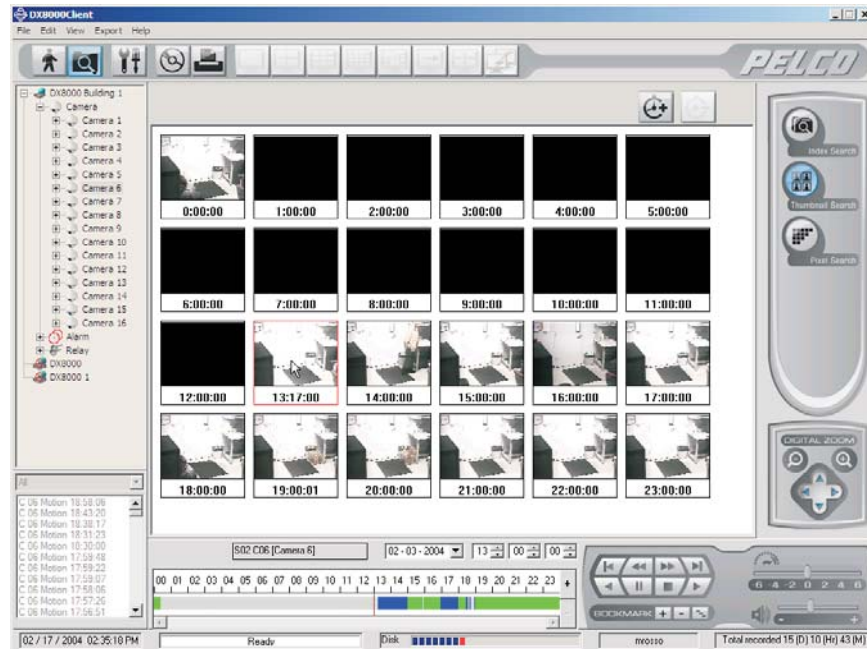 DX8000Client
File Edit View Export Help
PELCO
DX8000 Building 1
Camera
Camera 1
Camera 2
Camera 3
Camera 4
Camera 5
Camera 6
Camera 7
Camera 8
Camera 9
Camera 10
Camera 11
Camera 12
Camera 13
Camera 14
Camera 15
Camera 16
Alarm
Relay
DX8000
DX8000 1
0:00:00 1:00:00 2:00:00 3:00:00 4:00:00 5:00:00
6:00:00 7:00:00 8:00:00 9:00:00 10:00:00 11:00:00
12:00:00 13:17:00 14:00:00 15:00:00 16:00:00 17:00:00
18:00:00 19:00:01 20:00:00 21:00:00 22:00:00 23:00:00
Index Search
Thumbnail Search
Pixel Search
DIGITAL ZOOM
All
C 06 Motion 18:58:06
C 06 Motion 18:43:20
C 06 Motion 18:38:17
C 06 Motion 18:31:23
C 06 Motion 18:30:00
C 06 Motion 17:59:48
C 06 Motion 17:59:22
C 06 Motion 17:59:07
C 06 Motion 17:58:06
C 06 Motion 17:57:26
C 06 Motion 17:56:51
S02 C06 [Camera 6] 02 - 03 - 2004 13 00 00
00 01 02 03 04 05 06 07 08 09 10 11 12 13 14 15 16 17 18 19 20 21 22 23 +
-6 -4 -2 0 2 4 6
BOOKMARK + -
- +
02 / 17 / 2004 02:35:18 PM Ready Disk mrosso Total recorded 15 (D) 10 (Hr) 43 (M)